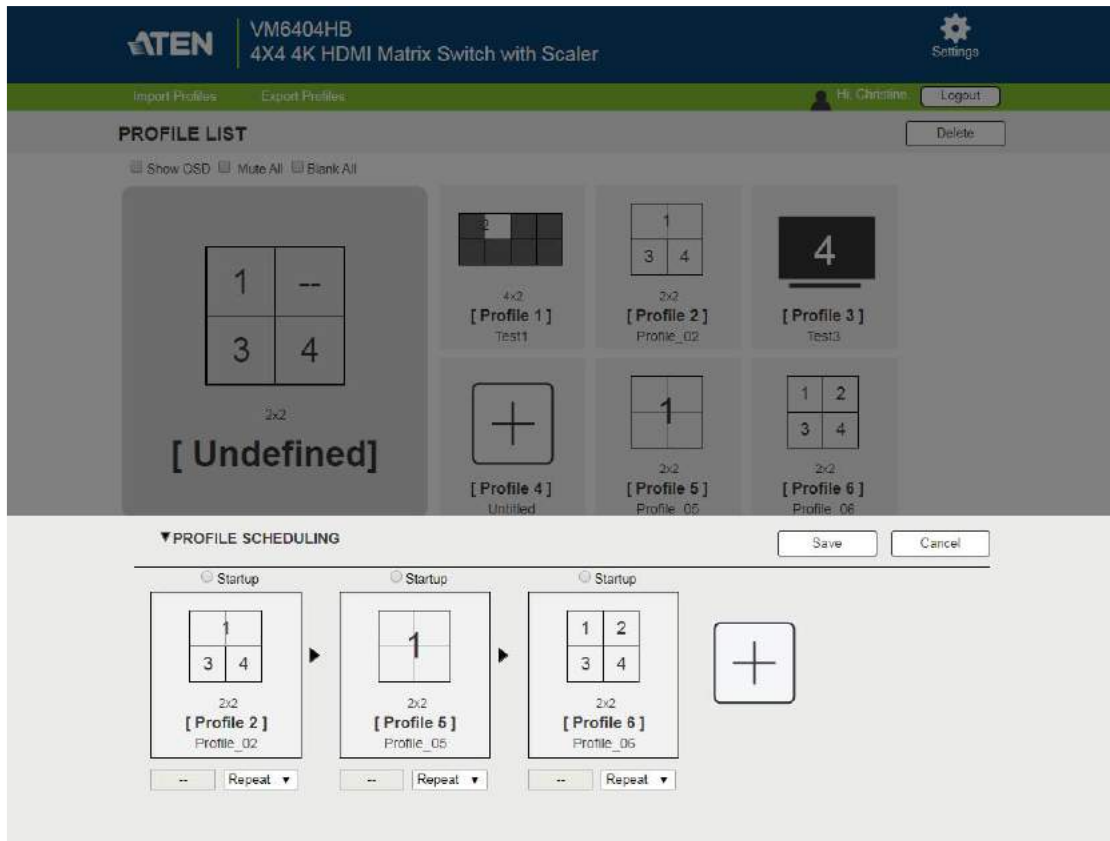 ATEN
VM6404HB
4X4 4K HDMI Matrix Switch with Scaler
Settings
Import Profiles Export Profiles
Hi, Christine. Logout
PROFILE LIST
Delete
Show OSD Mute All Blank All
1 --
3 4
2x2
[ Undefined]
2
4x2
[ Profile 1 ]
Test1
1
3 4
2x2
[ Profile 2 ]
Profile_02
4
[ Profile 3 ]
Test3
[ Profile 4 ]
Untitled
1
2x2
[ Profile 5 ]
Profile_05
1 2
3 4
2x2
[ Profile 6 ]
Profile_06
▼PROFILE SCHEDULING
Save Cancel
Startup Startup Startup
1
3 4
2x2
[ Profile 2 ]
Profile_02
-- Repeat ▼
1
2x2
[ Profile 5 ]
Profile_05
-- Repeat ▼
1 2
3 4
2x2
[ Profile 6 ]
Profile_06
-- Repeat ▼